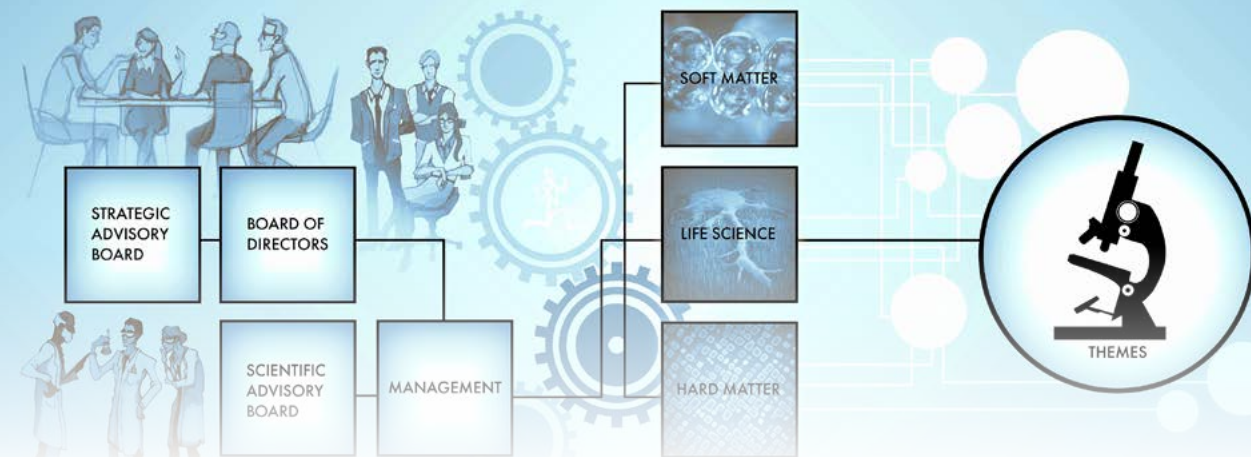 STRATEGIC
ADVISORY
BOARD
BOARD OF
DIRECTORS
SCIENTIFIC
ADVISORY
BOARD
MANAGEMENT
SOFT MATTER
LIFE SCIENCE
HARD MATTER
THEMES